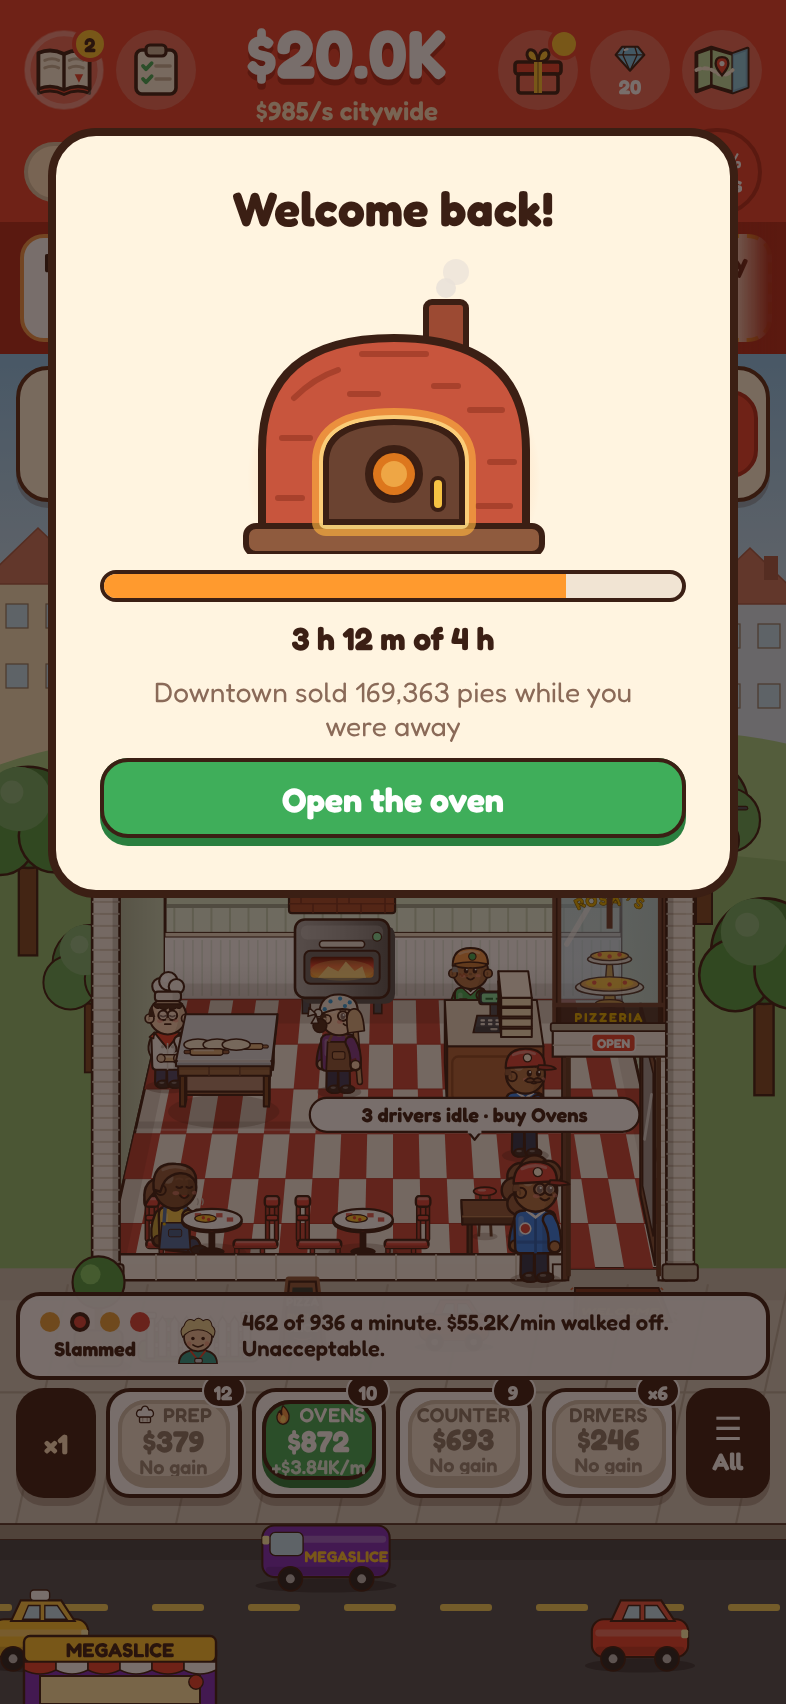 2
$20.0K
$985/s citywide
20
Welcome back!
3 h 12 m of 4 h
Downtown sold 169,363 pies while you
were away
Open the oven
ROSA'S
PIZZERIA
OPEN
3 drivers idle · buy Ovens
Slammed
462 of 936 a minute. $55.2K/min walked off.
Unacceptable.
x1
12
PREP
$379
No gain
10
OVENS
$872
+$3.84K/m
9
COUNTER
$693
No gain
x6
DRIVERS
$246
No gain
All
MEGASLICE
MEGASLICE